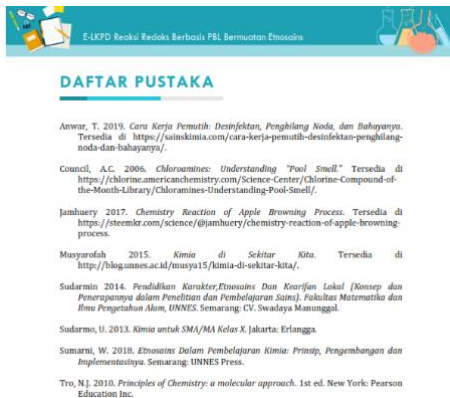 E-LKPD Reaksi Redoks Berbasis PBL Bermuatan Etnosains
DAFTAR PUSTAKA
Anwar, T. 2019. Cara Kerja Pemutih: Desinfektan, Penghilang Noda, dan Bahayanya.
Tersedia di https://sainskimia.com/cara-kerja-pemutih-desinfektan-penghilang-
noda-dan-bahayanya/.
Council, A.C. 2006. Chloroamines: Understanding "Pool Smell." Tersedia di
https://chlorine.americanchemistry.com/Science-Center/Chlorine-Compound-of-
the-Month-Library/Chloramines-Understanding-Pool-Smell/.
Jamhuery 2017. Chemistry Reaction of Apple Browning Process. Tersedia di
https://steemkr.com/science/@jamhuery/chemistry-reaction-of-apple-browning-
process.
Musyarofah 2015. Kimia di Sekitar Kita. Tersedia di
http://blog.unnes.ac.id/musya15/kimia-di-sekitar-kita/.
Sudarmin 2014. Pendidikan Karakter,Etnosains Dan Kearifan Lokal (Konsep dan
Penerapannya dalam Penelitian dan Pembelajaran Sains). Fakultas Matematika dan
Ilmu Pengetahun Alam, UNNES. Semarang: CV. Swadaya Manunggal.
Sudarmo, U. 2013. Kimia untuk SMA/MA Kelas X. Jakarta: Erlangga.
Sumarni, W. 2018. Etnosains Dalam Pembelajaran Kimia: Prinsip, Pengembangan dan
Implementasinya. Semarang: UNNES Press.
Tro, N.J. 2010. Principles of Chemistry: a molecular approach. 1st ed. New York: Pearson
Education Inc.